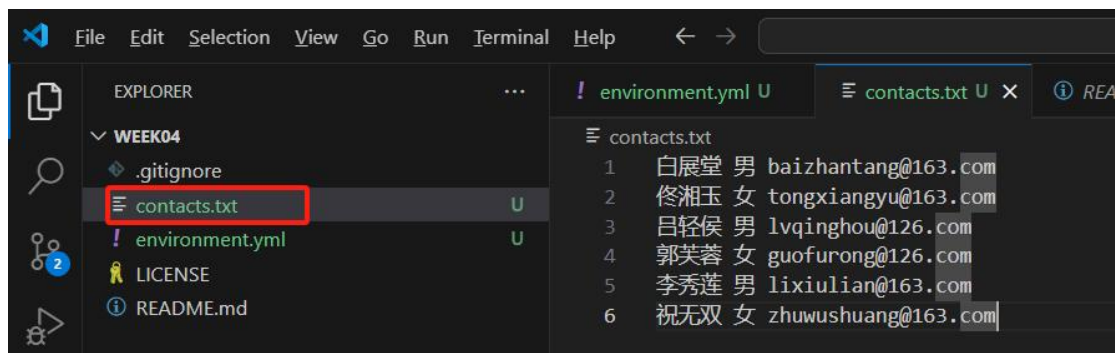 File Edit Selection View Go Run Terminal Help
EXPLORER
WEEK04
.gitignore
contacts.txt U
environment.yml U
LICENSE
README.md
2
environment.yml U contacts.txt U REA
contacts.txt
1 白展堂 男 baizhantang@163.com
2 佟湘玉 女 tongxiangyu@163.com
3 吕轻侯 男 lvqinghou@126.com
4 郭芙蓉 女 guofurong@126.com
5 李秀莲 男 lixiulian@163.com
6 祝无双 女 zhuwushuang@163.com